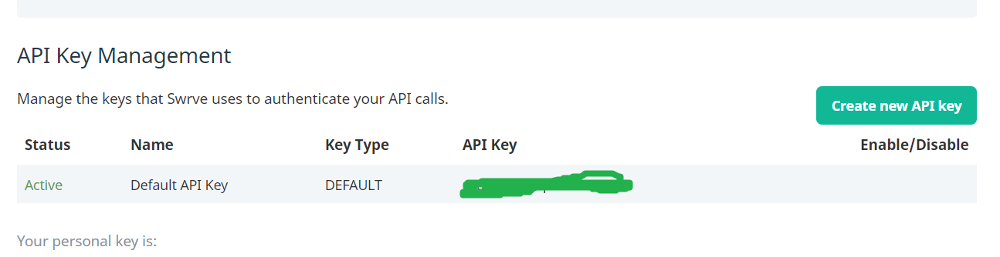 API Key Management
Manage the keys that Swrve uses to authenticate your API calls.
Create new API key
Status Name Key Type API Key Enable/Disable
Active Default API Key DEFAULT
Your personal key is: